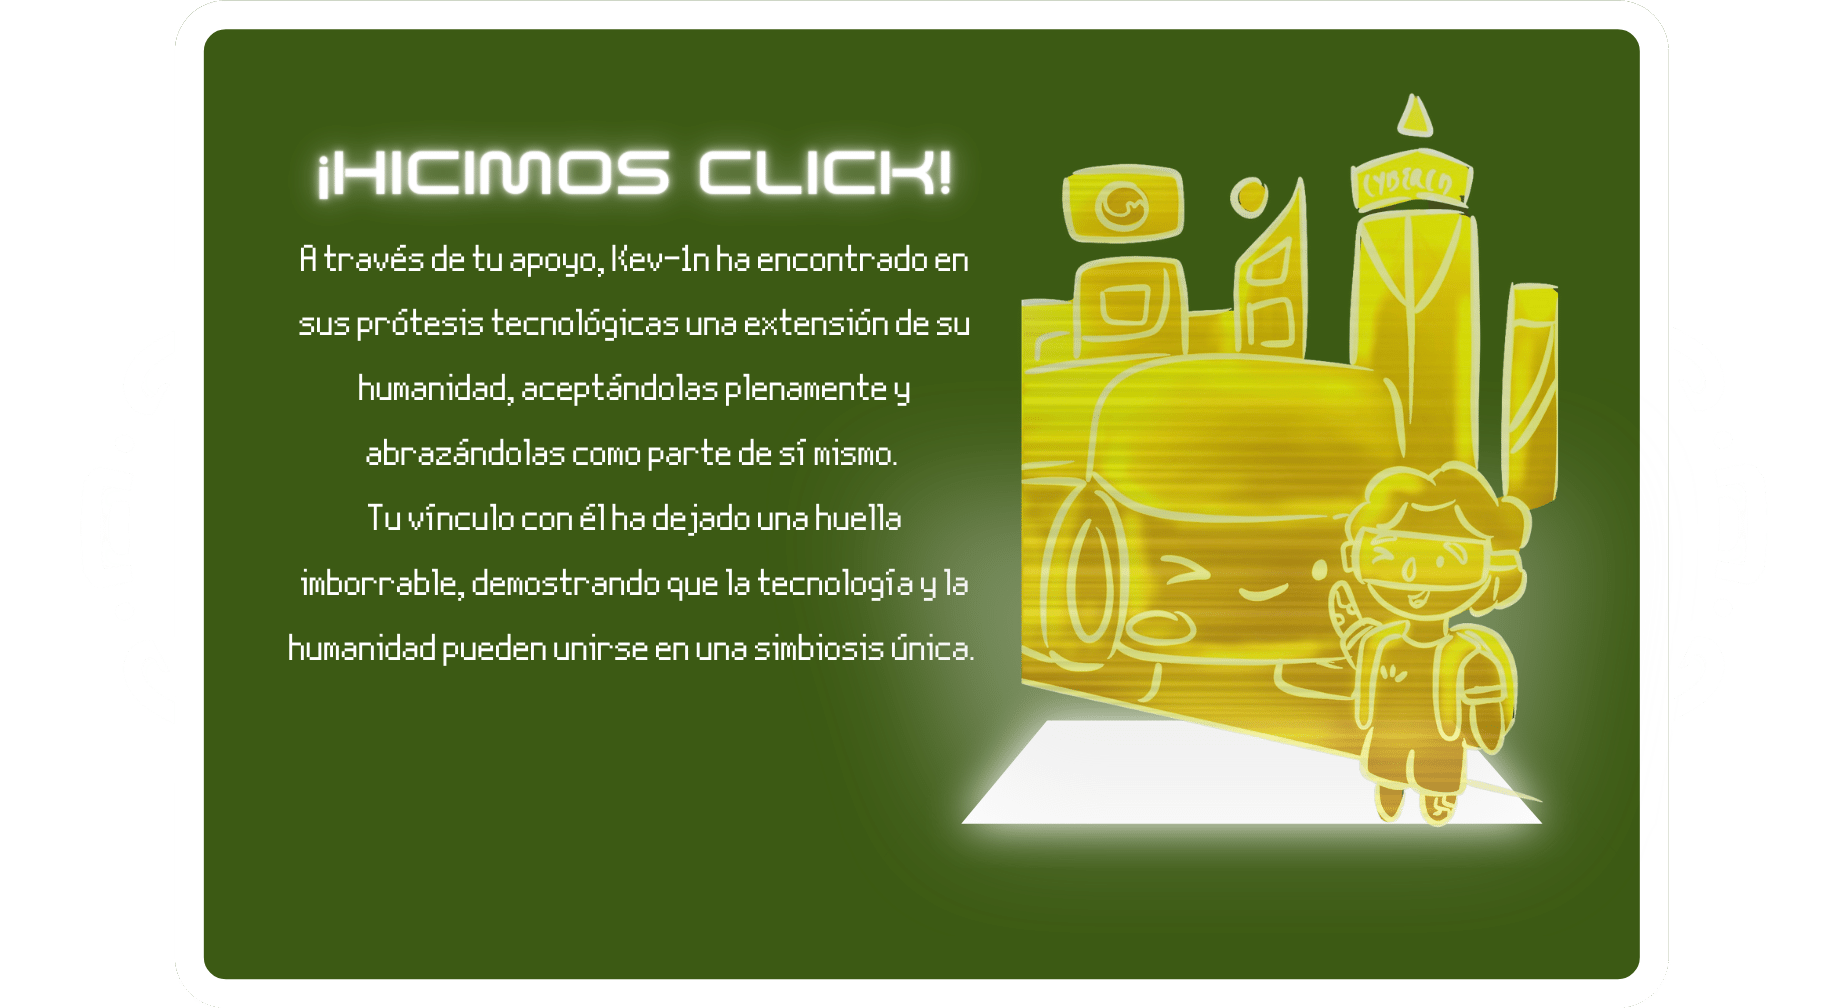 ¡HICIMOS CLICK!
A través de tu apoyo, Kev-1n ha encontrado en
sus prótesis tecnológicas una extensión de su
humanidad, aceptándolas plenamente y
abrazándolas como parte de sí mismo.
Tu vínculo con él ha dejado una huella
imborrable, demostrando que la tecnología y la
humanidad pueden unirse en una simbiosis única.